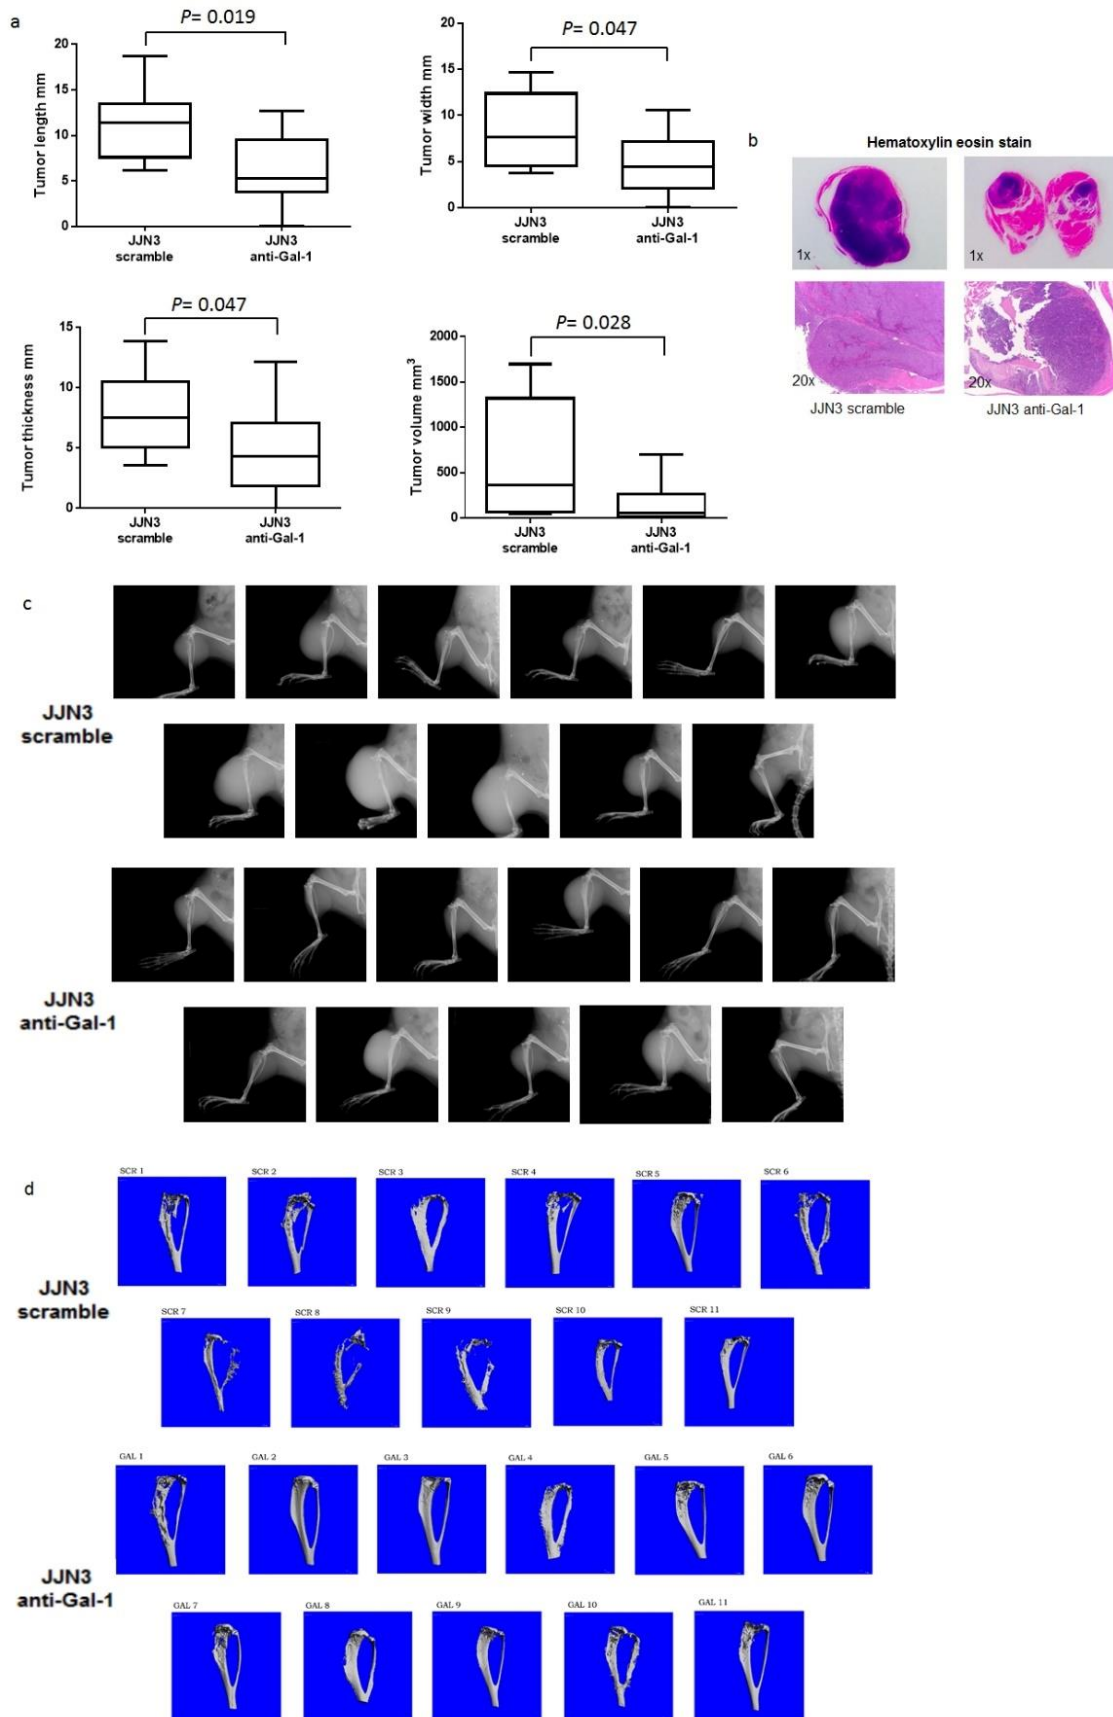 a
P= 0.019
Tumor length mm
20
15
10
5
0
JJN3
scramble
JJN3
anti-Gal-1
P= 0.047
Tumor width mm
20
15
10
5
0
JJN3
scramble
JJN3
anti-Gal-1
b
Hematoxylin eosin stain
1x
1x
20x
20x
JJN3 scramble
JJN3 anti-Gal-1
P= 0.047
Tumor thickness mm
15
10
5
0
JJN3
scramble
JJN3
anti-Gal-1
P= 0.028
Tumor volume mm³
2000
1500
1000
500
0
JJN3
scramble
JJN3
anti-Gal-1
c
JJN3
scramble
JJN3
anti-Gal-1
d
SCR 1
SCR 2
SCR 3
SCR 4
SCR 5
SCR 6
JJN3
scramble
SCR 7
SCR 8
SCR 9
SCR 10
SCR 11
GAL 1
GAL 2
GAL 3
GAL 4
GAL 5
GAL 6
JJN3
anti-Gal-1
GAL 7
GAL 8
GAL 9
GAL 10
GAL 11